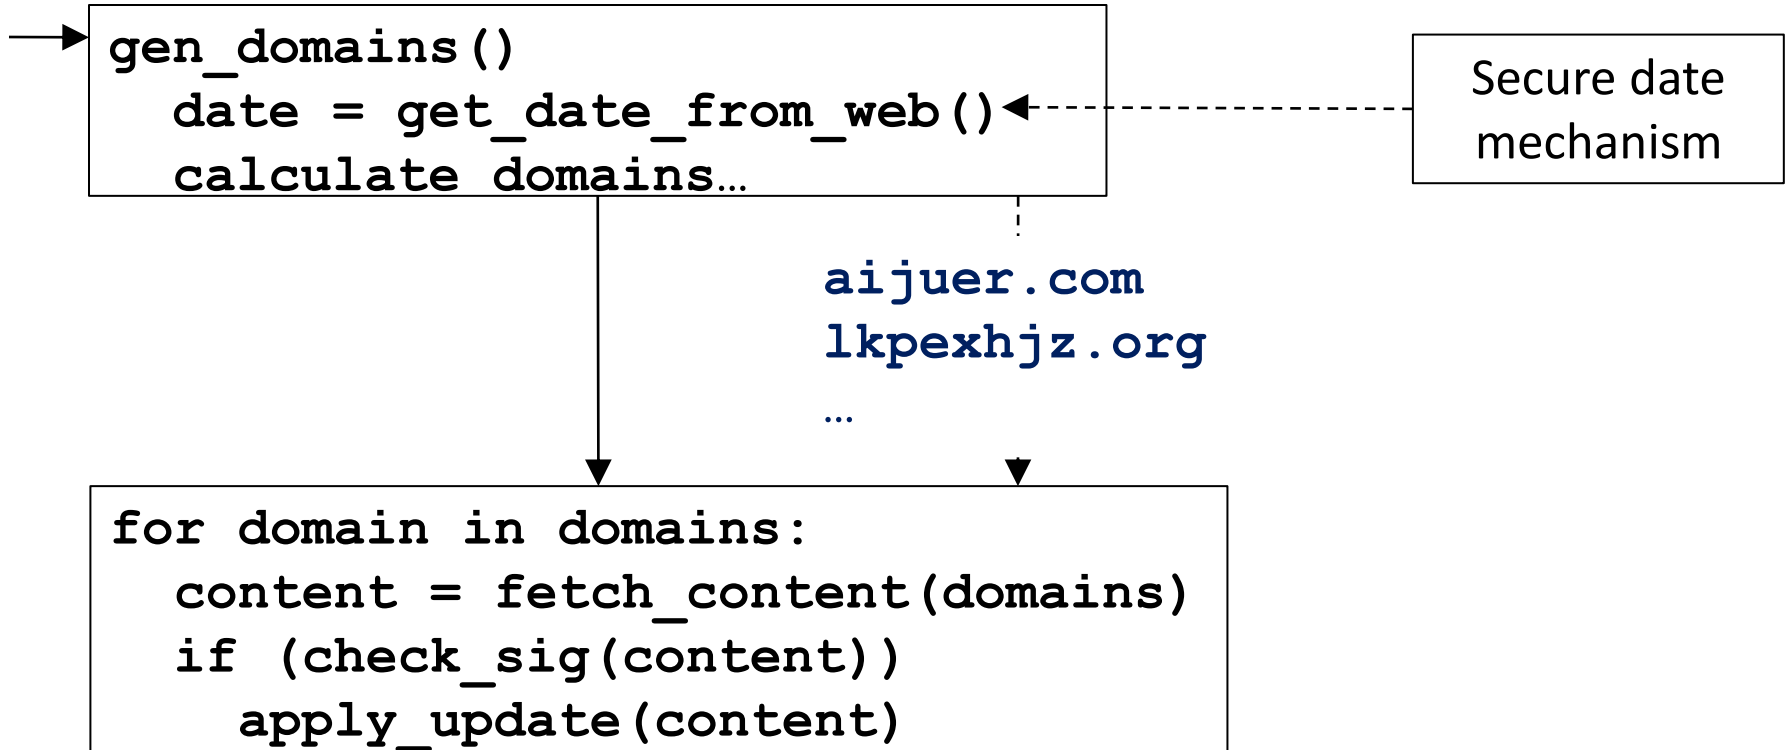 gen_domains()
date = get_date_from_web()
calculate domains…
Secure date
mechanism
aijuer.com
lkpexhjz.org
…
for domain in domains:
content = fetch_content(domains)
if (check_sig(content))
apply_update(content)